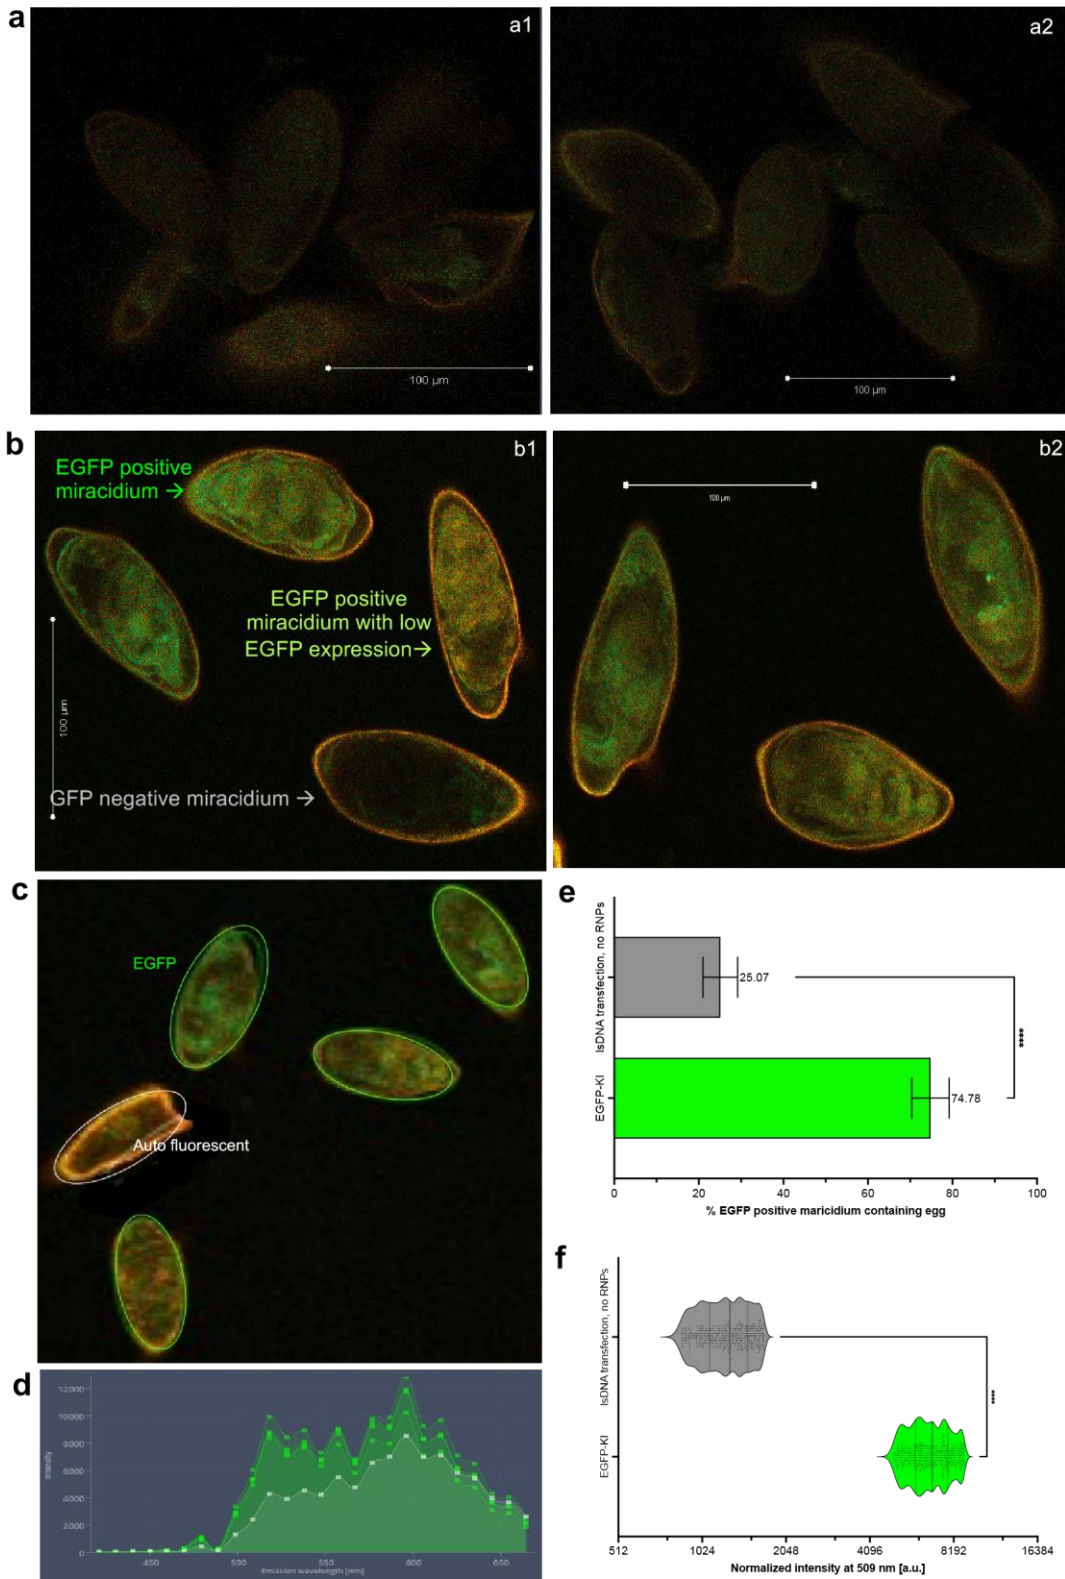 a
a1
a2
100 µm
100 µm
b
b1
b2
EGFP positive
miracidium →
100 µm
EGFP positive
miracidium with low
EGFP expression→
100 µm
GFP negative miracidium →
c
EGFP
Auto fluorescent
d
12000
10000
8000
6000
4000
2000
0
Intensity
450
500
550
600
650
Emission wavelength [nm]
e
lsDNA transfection, no RNPs
EGFP-KI
25.07
74.78
****
0
20
40
60
80
100
% EGFP positive maricidium containing egg
f
lsDNA transfection, no RNPs
EGFP-KI
****
512
1024
2048
4096
8192
16384
Normalized intensity at 509 nm [a.u.]